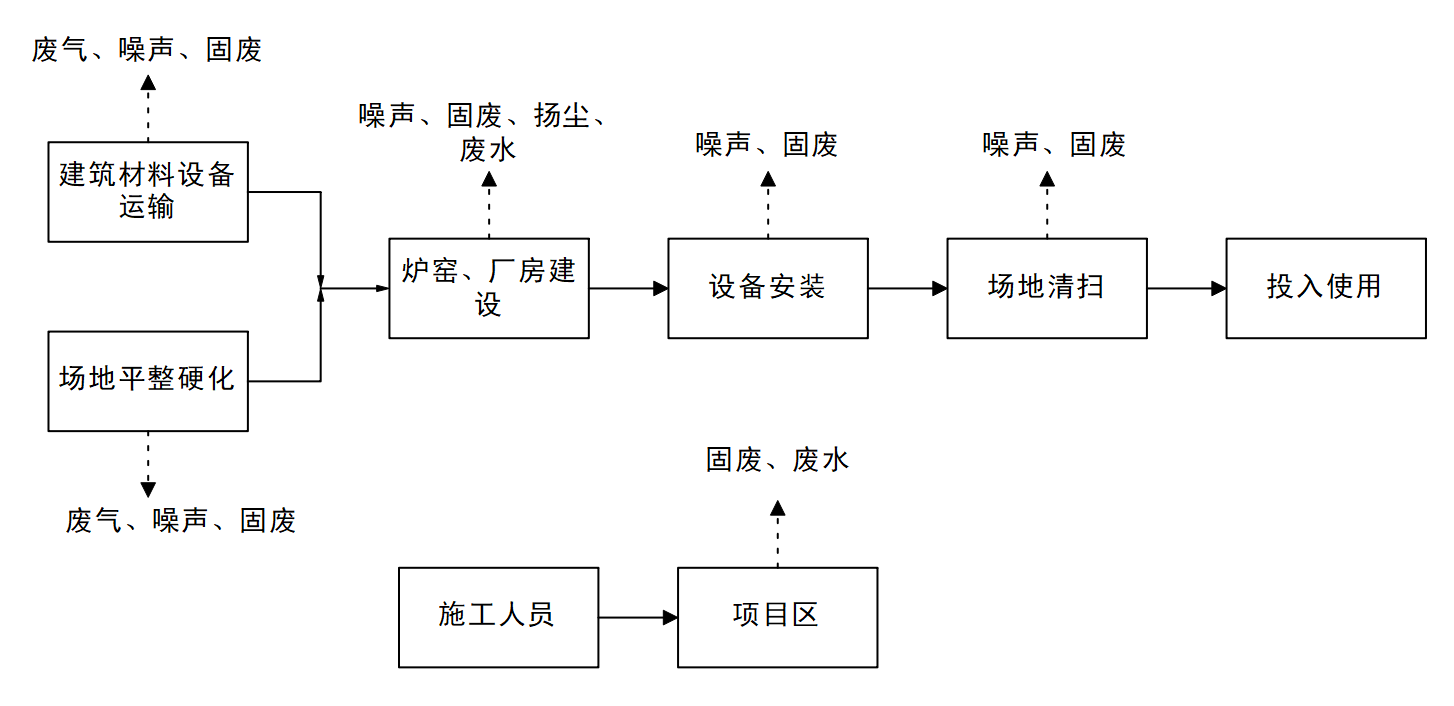 废气、噪声、固废
噪声、固废、扬尘、
废水
噪声、固废
噪声、固废
建筑材料设备
运输
炉窑、厂房建
设
设备安装
场地清扫
投入使用
场地平整硬化
废气、噪声、固废
固废、废水
施工人员
项目区